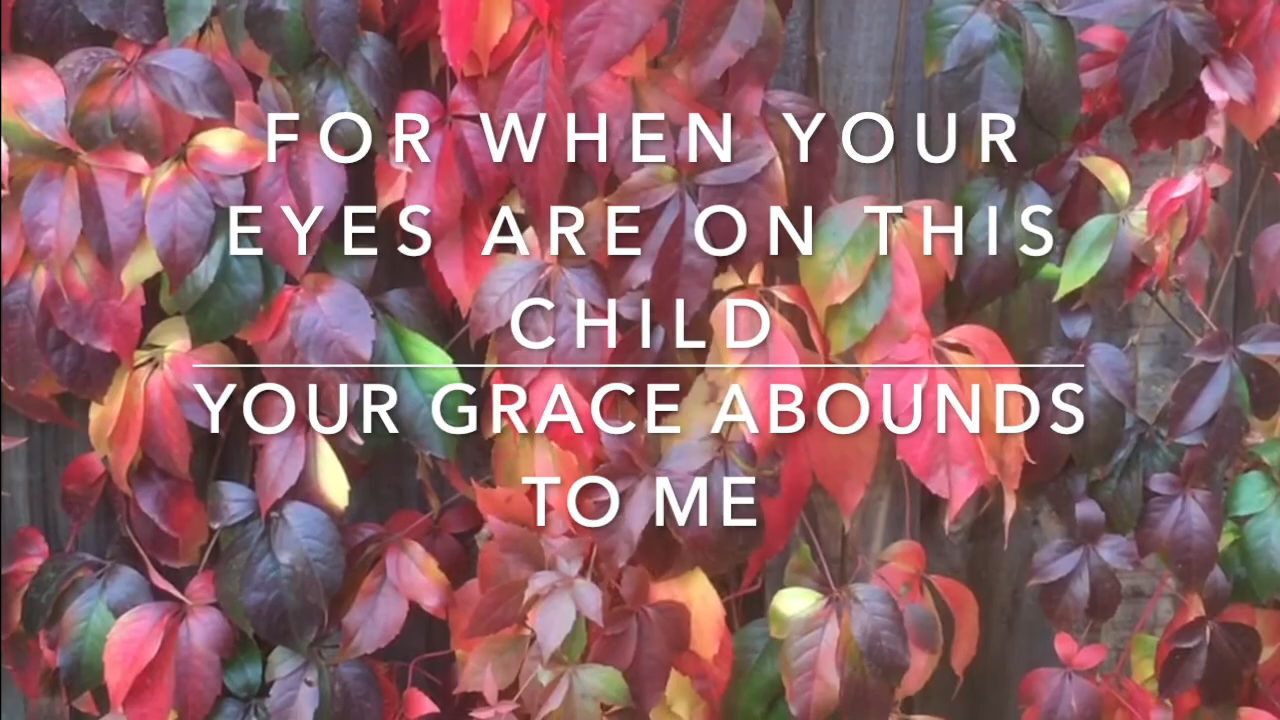 FOR WHEN YOUR
EYES ARE ON THIS
CHILD
YOUR GRACE ABOUNDS
TO ME